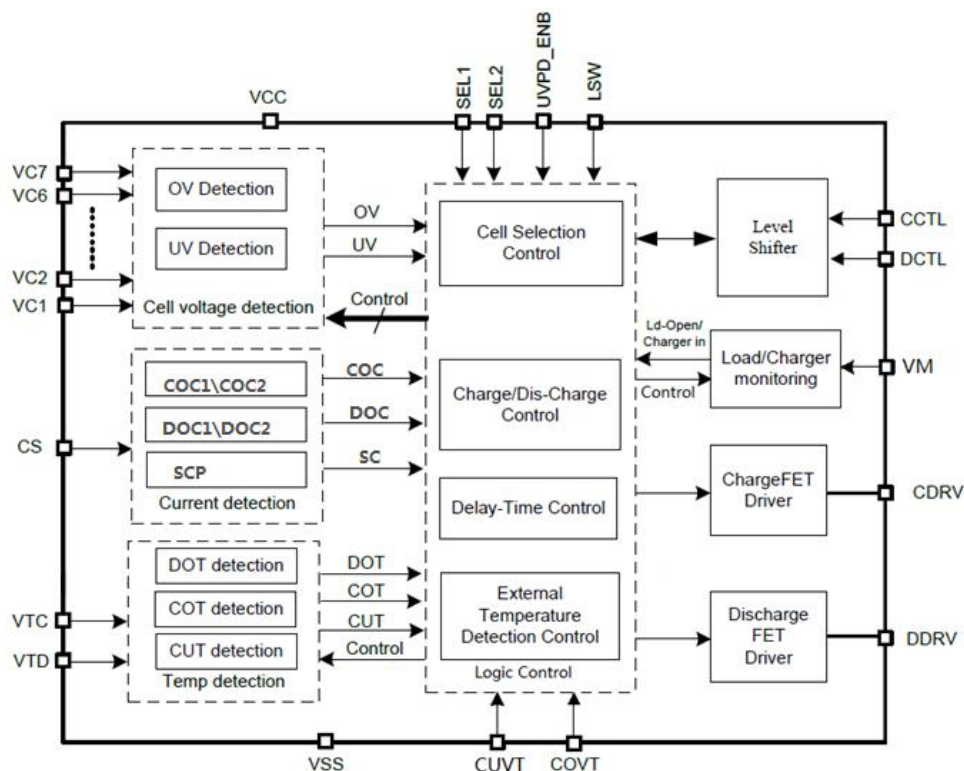 VCC
SEL1
SEL2
UVPD_ENB
LSW
VC7
VC6
VC2
VC1
OV Detection
UV Detection
Cell voltage detection
OV
UV
Control
Cell Selection
Control
Level
Shifter
CCTL
DCTL
Ld-Open/
Charger in
Control
Load/Charger
monitoring
VM
CS
COC1\COC2
DOC1\DOC2
SCP
Current detection
COC
DOC
SC
Charge/Dis-Charge
Control
Delay-Time Control
ChargeFET
Driver
CDRV
VTC
VTD
DOT detection
COT detection
CUT detection
Temp detection
DOT
COT
CUT
Control
External
Temperature
Detection Control
Logic Control
Discharge
FET
Driver
DDRV
VSS
CUVT
COVT